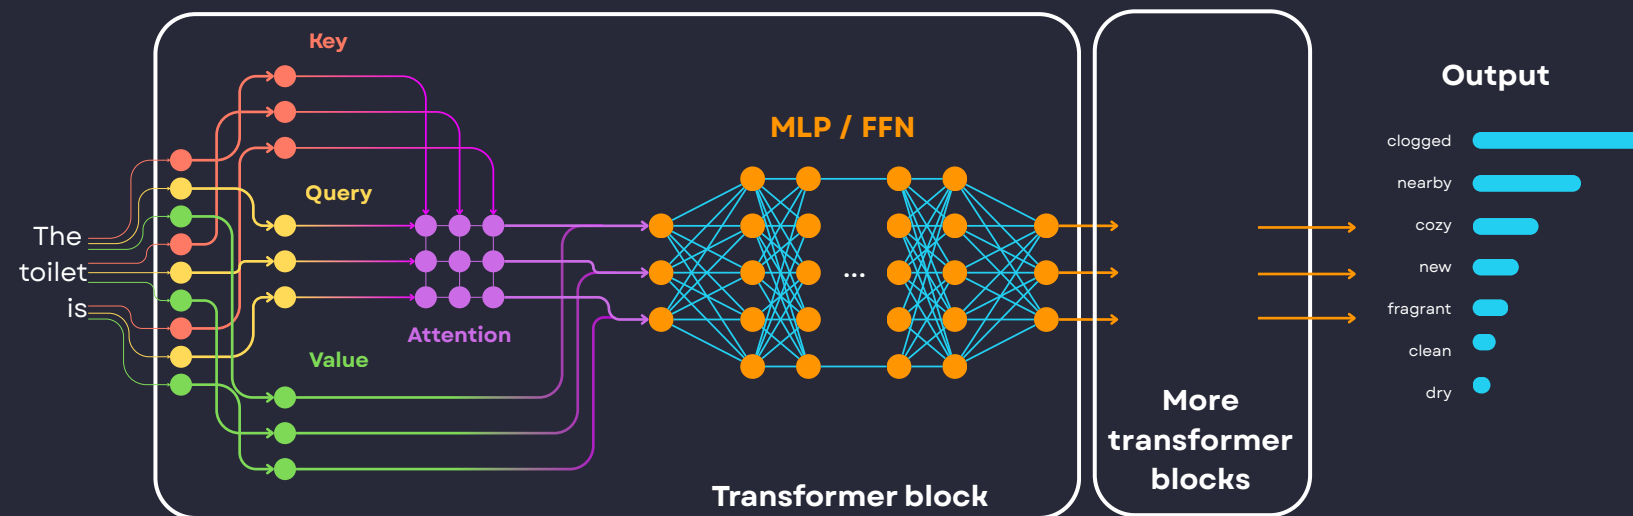 The
toilet
is
Key
Query
Attention
Value
MLP / FFN
...
Transformer block
More
transformer
blocks
Output
clogged
nearby
cozy
new
fragrant
clean
dry